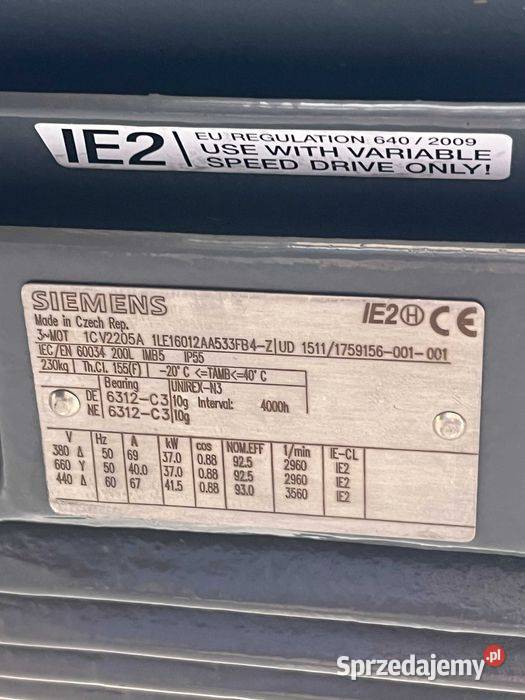 IE2 EU REGULATION 640 / 2009
USE WITH VARIABLE
SPEED DRIVE ONLY!
SIEMENS IE2 H CE
Made in Czech Rep.
3~MOT 1CV2205A 1LE16012AA533FB4-Z UD 1511/1759156-001-001
IEC/EN 60034 200L IMB5 IP55
230kg Th.Cl. 155(F) -20°C <=TAMB<=40°C
Bearing UNIREX-N3
DE 6312-C3 10g Interval: 4000h
NE 6312-C3 10g
V Hz A kW cos NOM.EFF 1/min IE-CL
380 Δ 50 69 37.0 0.88 92.5 2960 IE2
660 Y 50 40.0 37.0 0.88 92.5 2960 IE2
440 Δ 60 67 41.5 0.88 93.0 3560 IE2
Sprzedajemy.pl